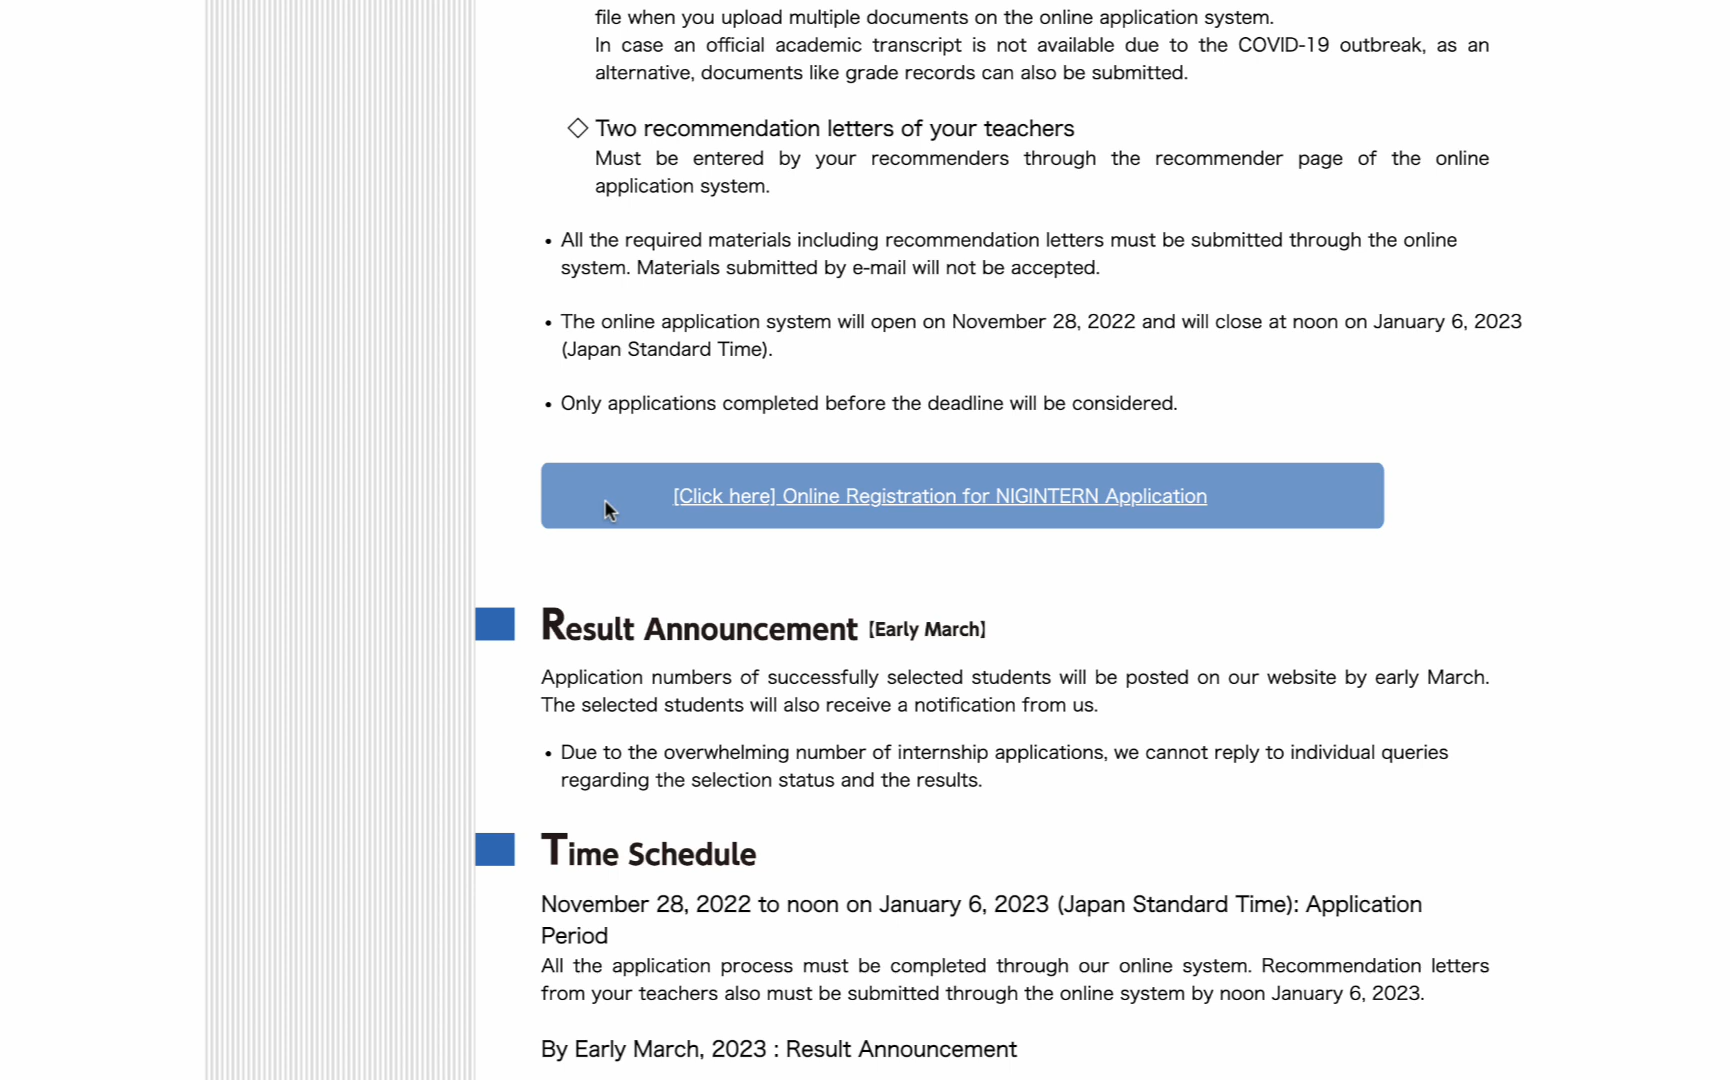 file when you upload multiple documents on the online application system.
In case an official academic transcript is not available due to the COVID-19 outbreak, as an
alternative, documents like grade records can also be submitted.
◇ Two recommendation letters of your teachers
Must be entered by your recommenders through the recommender page of the online
application system.
• All the required materials including recommendation letters must be submitted through the online
system. Materials submitted by e-mail will not be accepted.
• The online application system will open on November 28, 2022 and will close at noon on January 6, 2023
(Japan Standard Time).
• Only applications completed before the deadline will be considered.
[Click here] Online Registration for NIGINTERN Application
Result Announcement【Early March】
Application numbers of successfully selected students will be posted on our website by early March.
The selected students will also receive a notification from us.
• Due to the overwhelming number of internship applications, we cannot reply to individual queries
regarding the selection status and the results.
Time Schedule
November 28, 2022 to noon on January 6, 2023 (Japan Standard Time): Application
Period
All the application process must be completed through our online system. Recommendation letters
from your teachers also must be submitted through the online system by noon January 6, 2023.
By Early March, 2023 : Result Announcement